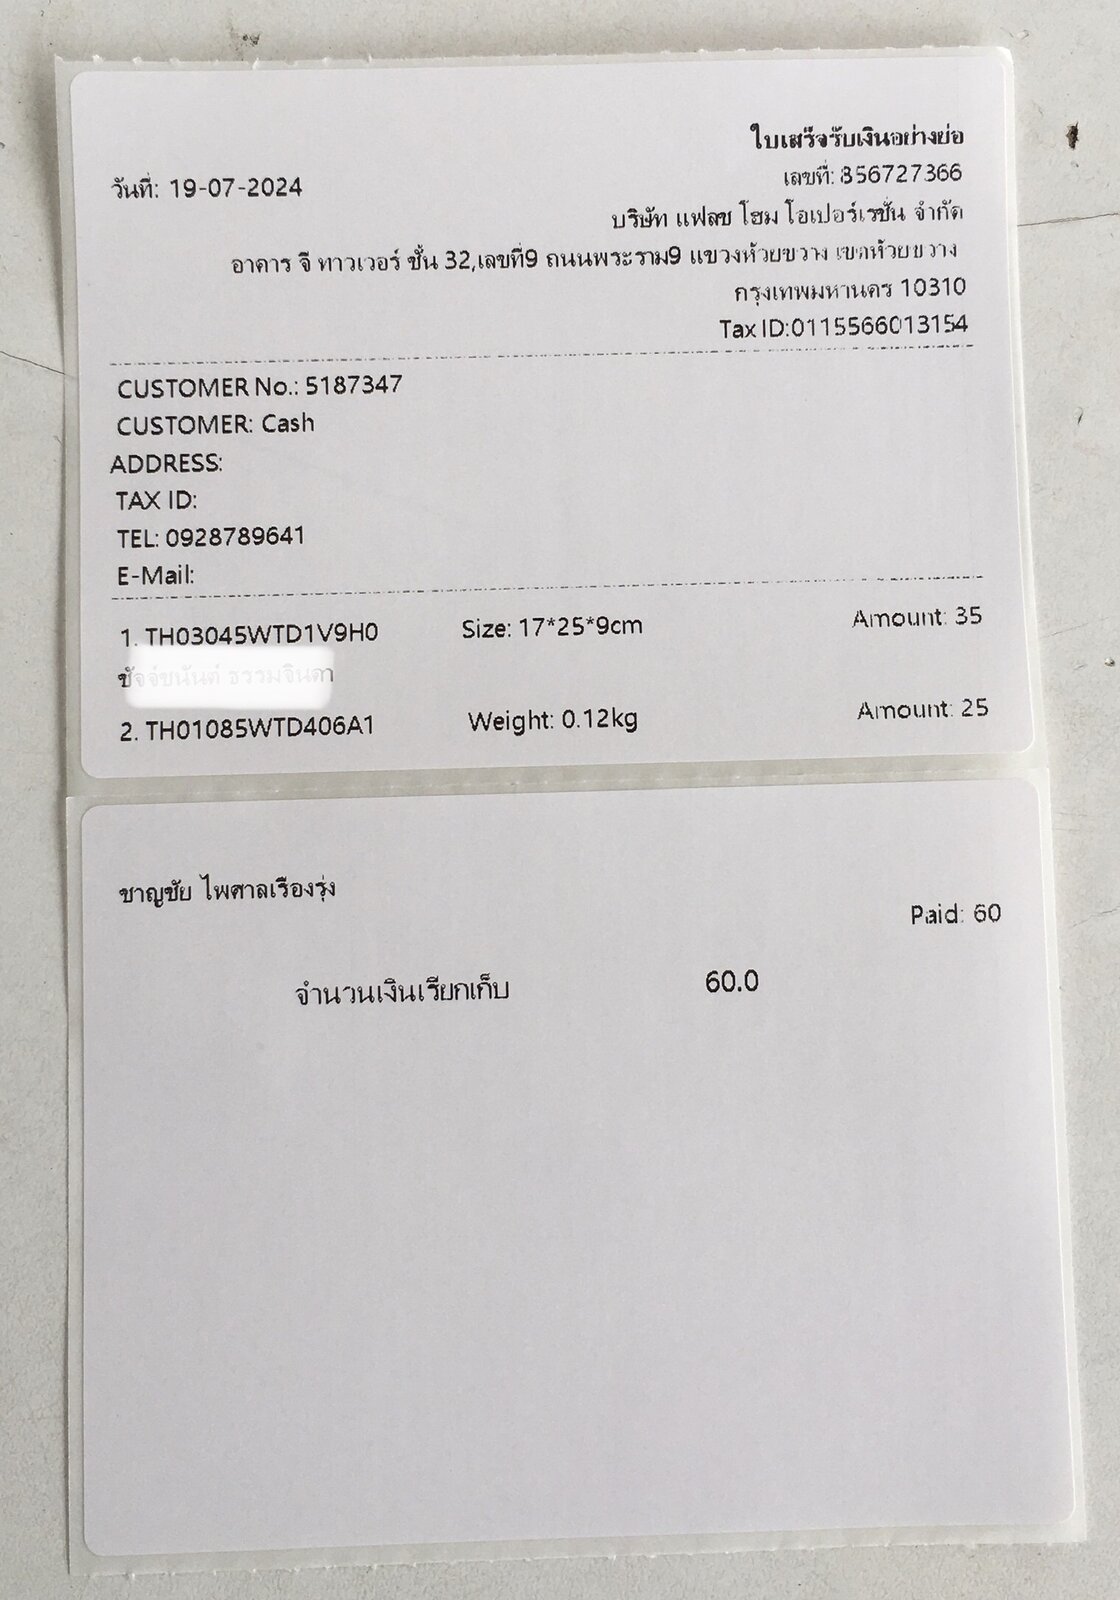 ใบเสร็จรับเงินอย่างย่อ
วันที่: 19-07-2024
เลขที่: 856727366
บริษัท แฟลช โฮม โอเปอร์เรชั่น จำกัด
อาคาร จี ทาวเวอร์ ชั้น 32,เลขที่9 ถนนพระราม9 แขวงห้วยขวาง เขตห้วยขวาง
กรุงเทพมหานคร 10310
Tax ID:0115566013154
CUSTOMER No.: 5187347
CUSTOMER: Cash
ADDRESS:
TAX ID:
TEL: 0928789641
E-Mail:
1. TH03045WTD1V9H0 Size: 17*25*9cm Amount: 35
2. TH01085WTD406A1 Weight: 0.12kg Amount: 25
ชาญชัย ไพศาลเรืองรุ่ง
Paid: 60
จำนวนเงินเรียกเก็บ 60.0